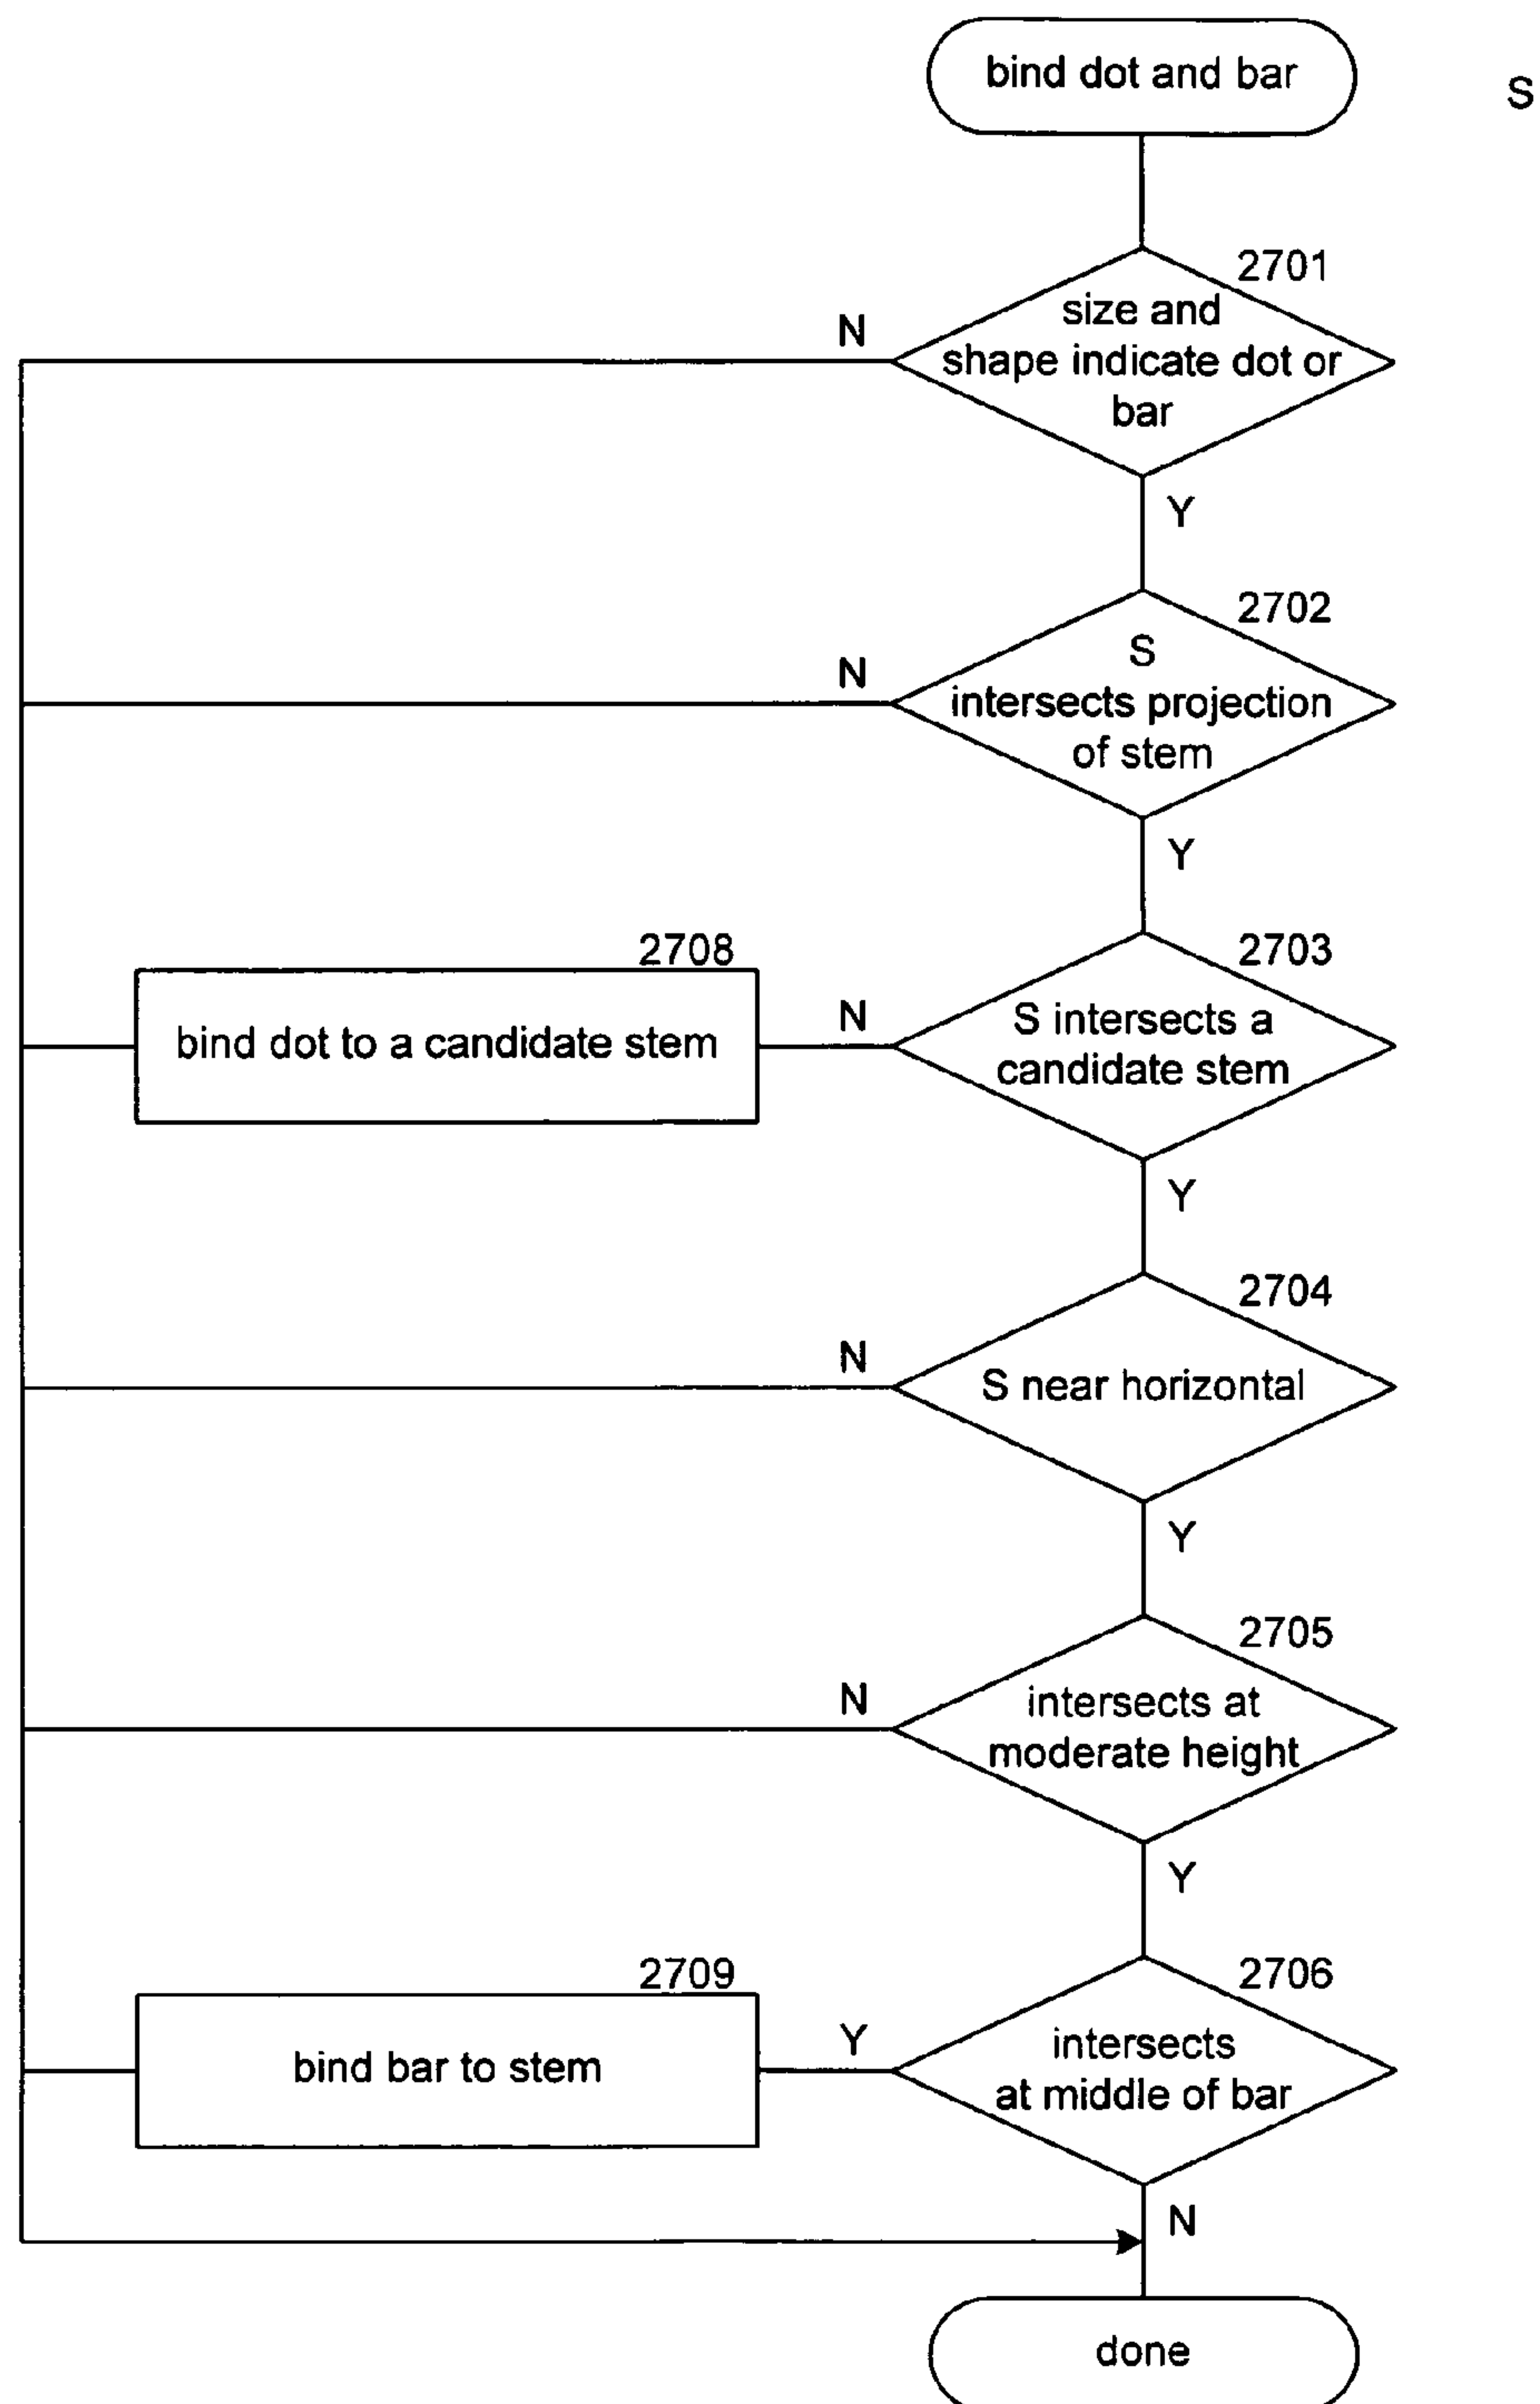 bind dot and bar
S
2701
size and
shape indicate dot or
bar
N
Y
2702
S
intersects projection
of stem
N
Y
2703
S intersects a
candidate stem
N
2708
bind dot to a candidate stem
Y
2704
S near horizontal
N
Y
2705
intersects at
moderate height
N
Y
2706
intersects
at middle of bar
Y
2709
bind bar to stem
N
done